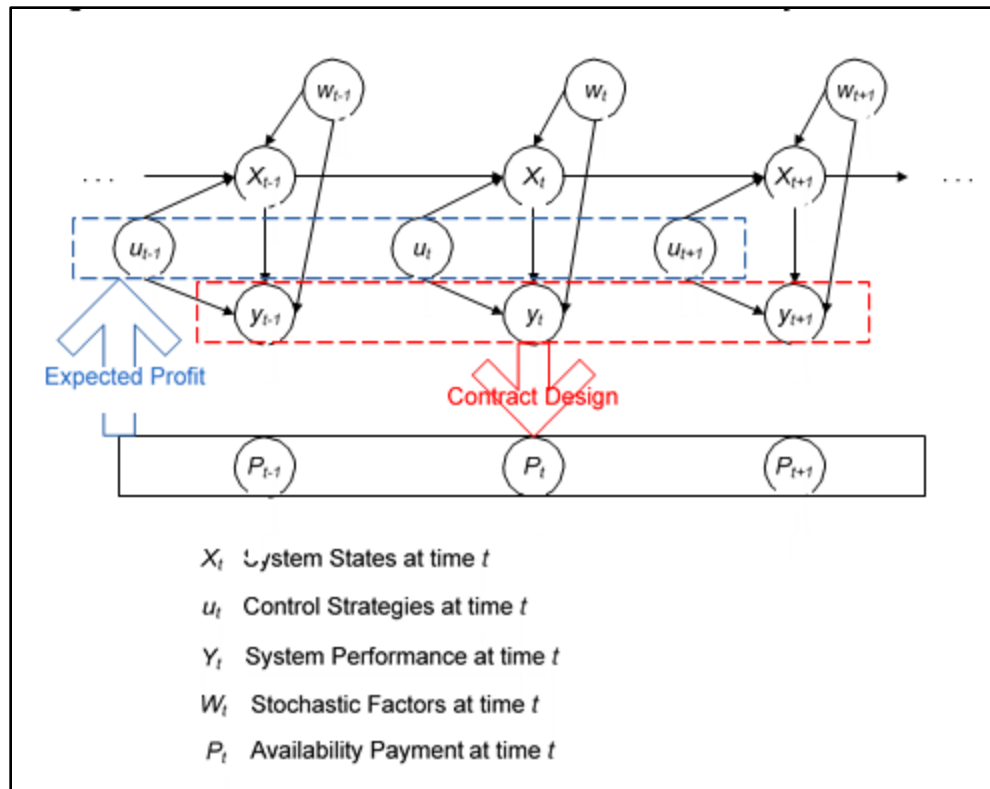 w_{t-1} w_t w_{t+1}
... X_{t-1} X_t X_{t+1} ...
u_{t-1} u_t u_{t+1}
y_{t-1} y_t y_{t+1}
Expected Profit
Contract Design
P_{t-1} P_t P_{t+1}
X_t System States at time t
u_t Control Strategies at time t
Y_t System Performance at time t
W_t Stochastic Factors at time t
P_t Availability Payment at time t